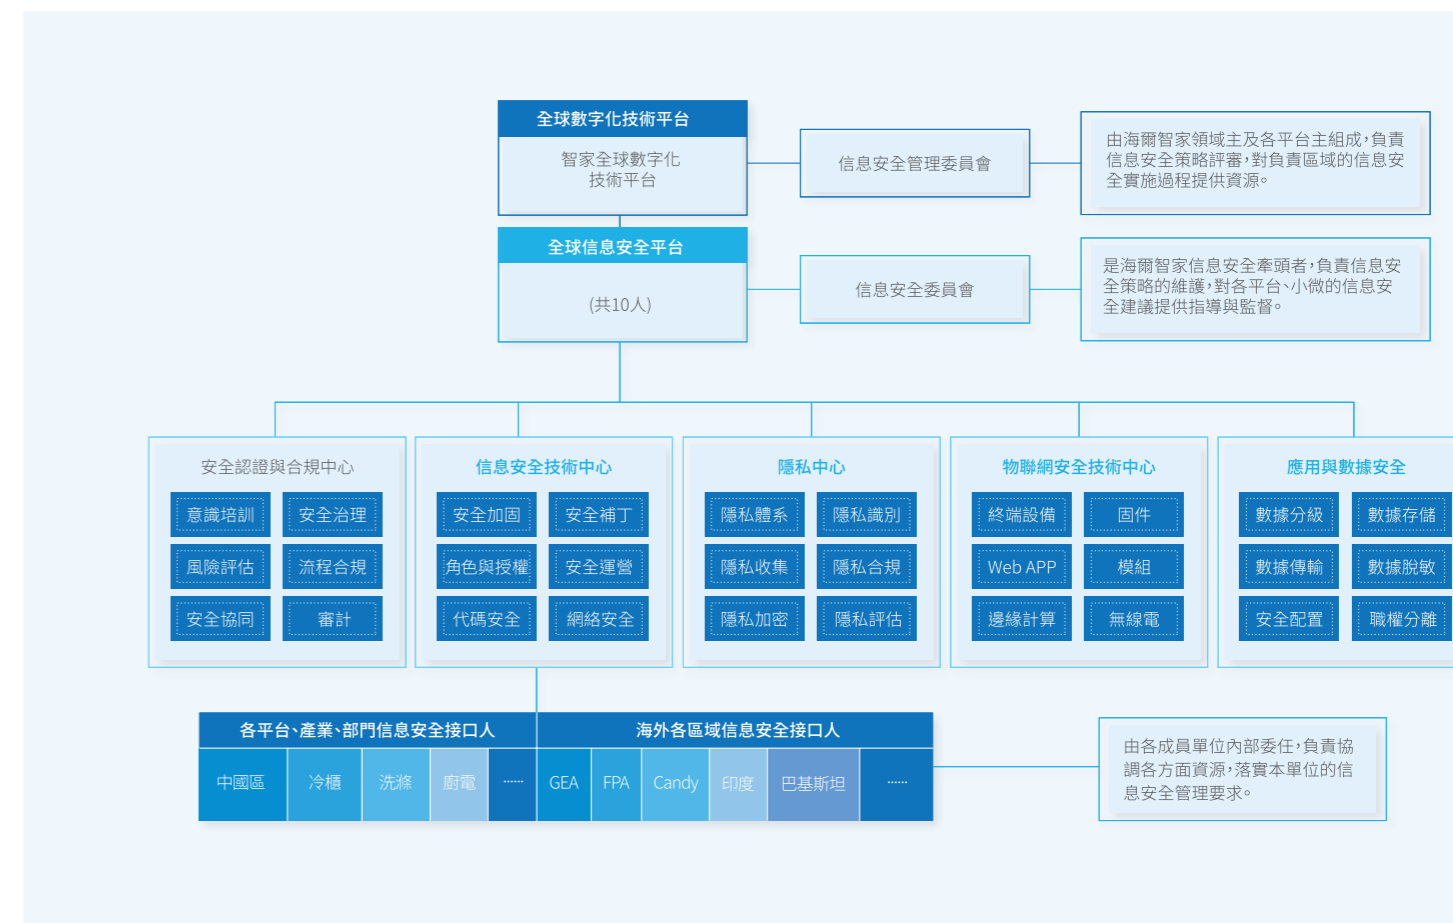 全球數字化技術平台
智家全球數字化
技術平台
信息安全管理委員會
由海爾智家領域主及各平台主組成，負責
信息安全策略評審，對負責區域的信息安
全實施過程提供資源。
全球信息安全平台
(共10人)
信息安全委員會
是海爾智家信息安全牽頭者，負責信息安
全策略的維護，對各平台、小微的信息安
全建議提供指導與監督。
安全認證與合規中心
意識培訓 安全治理
風險評估 流程合規
安全協同 審計
信息安全技術中心
安全加固 安全補丁
角色與授權 安全運營
代碼安全 網絡安全
隱私中心
隱私體系 隱私識別
隱私收集 隱私合規
隱私加密 隱私評估
物聯網安全技術中心
終端設備 固件
Web APP 模組
邊緣計算 無線電
應用與數據安全
數據分級 數據存儲
數據傳輸 數據脫敏
安全配置 職權分離
各平台、產業、部門信息安全接口人
中國區 冷櫃 洗滌 廚電 ······
海外各區域信息安全接口人
GEA FPA Candy 印度 巴基斯坦 ······
由各成員單位內部委任，負責協
調各方面資源，落實本單位的信
息安全管理要求。